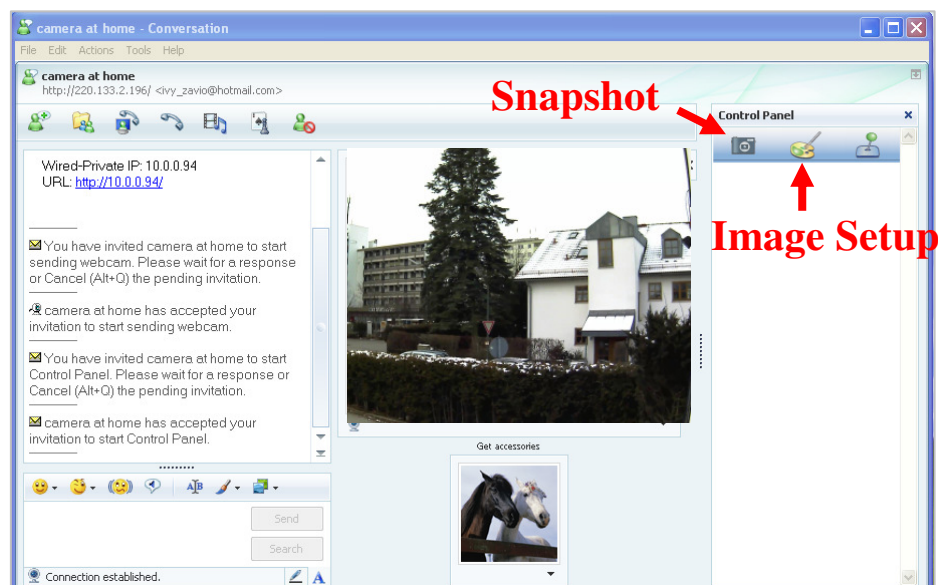 camera at home - Conversation
File Edit Actions Tools Help
camera at home
http://220.133.2.196/ <ivy_zavio@hotmail.com>
Snapshot
Control Panel
Image Setup
Wired-Private IP: 10.0.0.94
URL: http://10.0.0.94/
You have invited camera at home to start
sending webcam. Please wait for a response
or Cancel (Alt+Q) the pending invitation.
camera at home has accepted your
invitation to start sending webcam.
You have invited camera at home to start
Control Panel. Please wait for a response or
Cancel (Alt+Q) the pending invitation.
camera at home has accepted your
invitation to start Control Panel.
Get accessories
A B
Send
Search
Connection established.
A